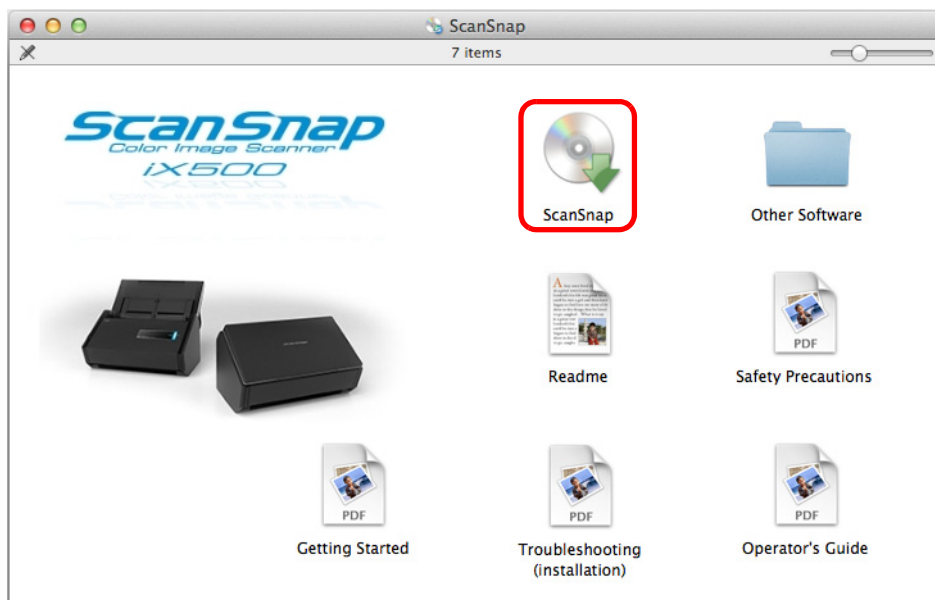 ScanSnap
7 items
ScanSnap
Color Image Scanner
iX500
ScanSnap
Other Software
Readme
PDF
Safety Precautions
PDF
Getting Started
PDF
Troubleshooting
(installation)
PDF
Operator's Guide